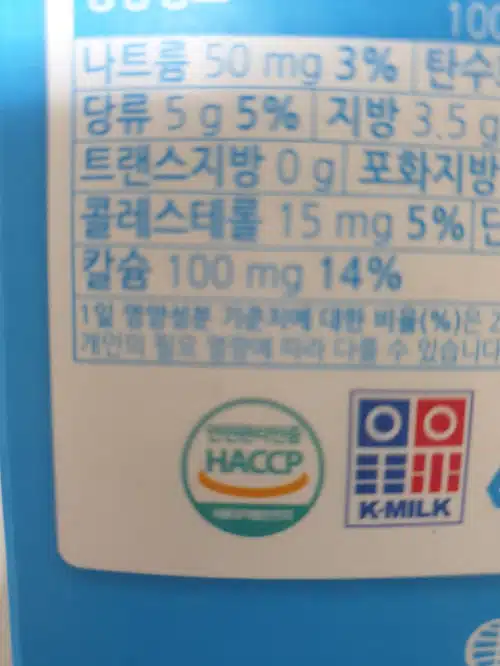 100
나트륨 50 mg 3% 탄수
당류 5 g 5% 지방 3.5 g
트랜스지방 0 g 포화지방
콜레스테롤 15 mg 5% 단
칼슘 100 mg 14%
1일 영양성분 기준치에 대한 비율(%)은
개인의 필요 열량에 따라 다를 수 있습니다
HACCP
K-MILK